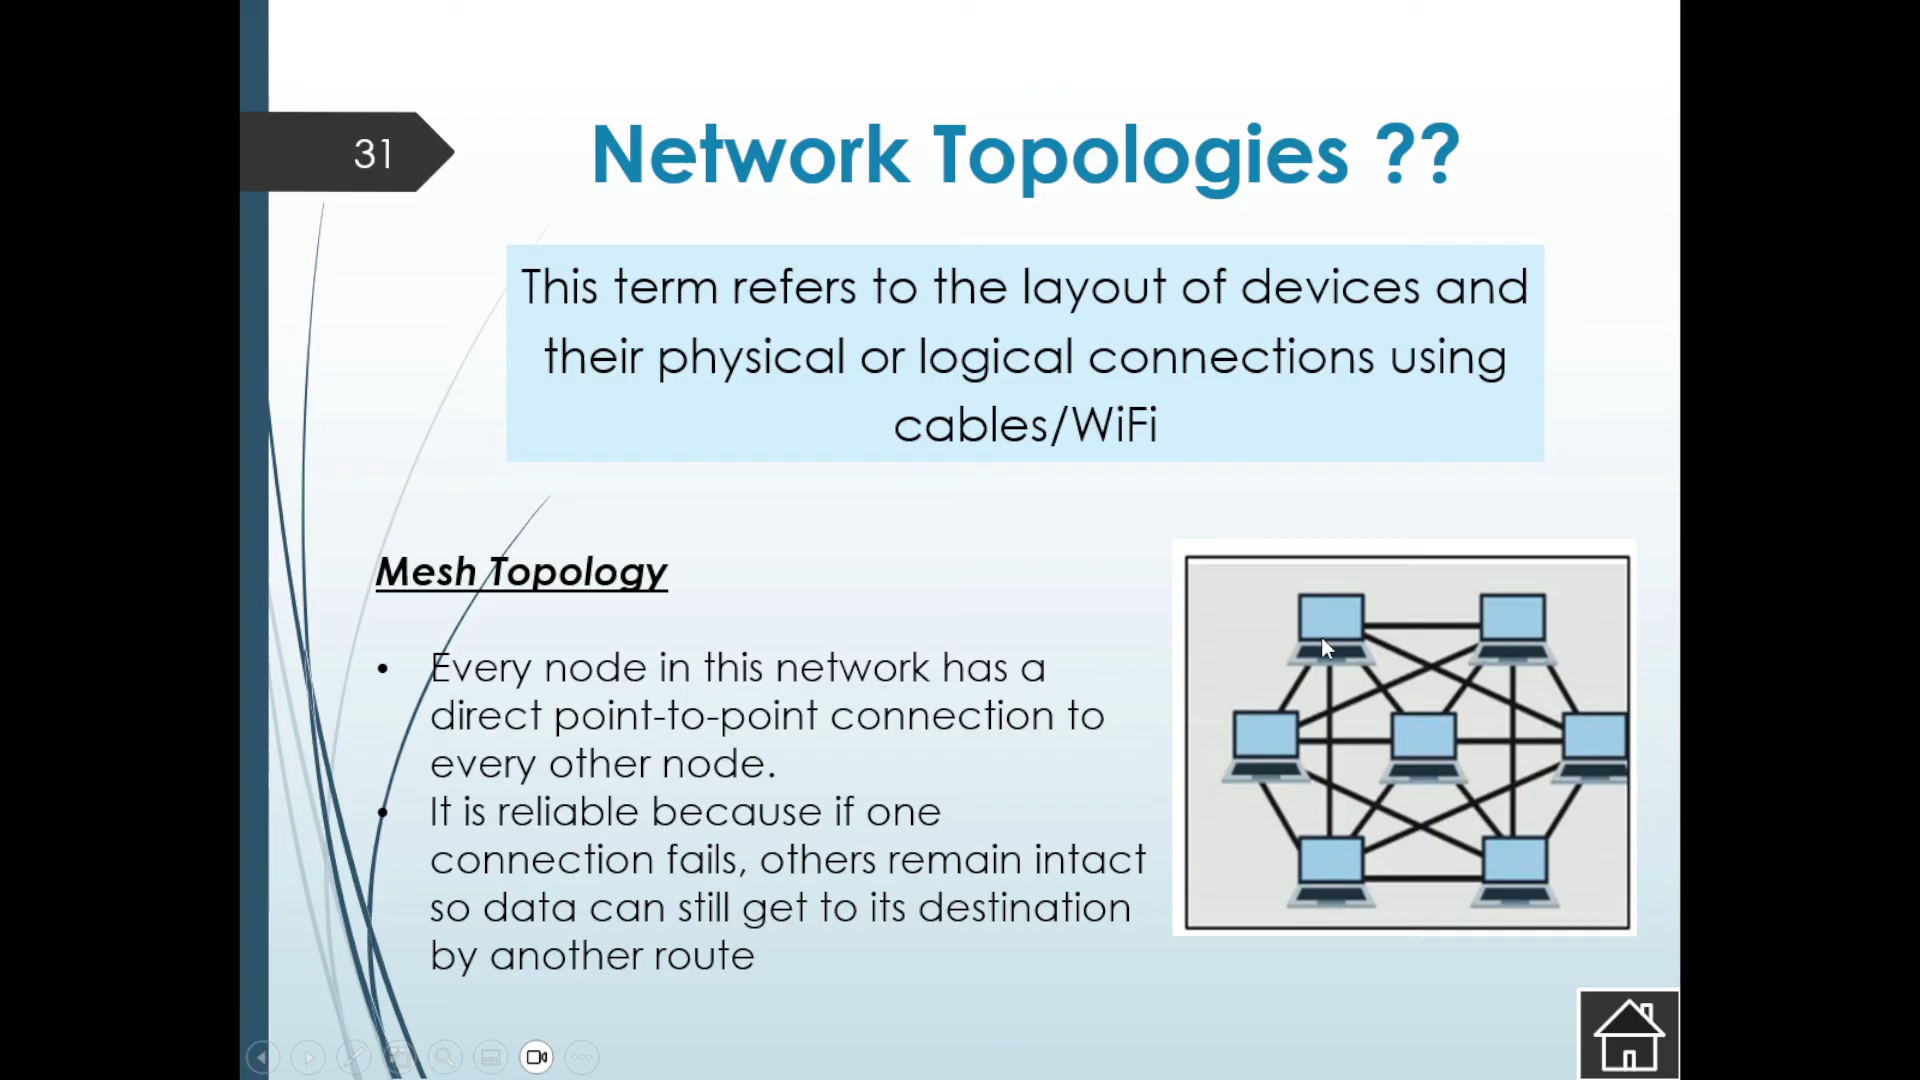 31
Network Topologies ??
This term refers to the layout of devices and
their physical or logical connections using
cables/WiFi
Mesh Topology
• Every node in this network has a
direct point-to-point connection to
every other node.
• It is reliable because if one
connection fails, others remain intact
so data can still get to its destination
by another route